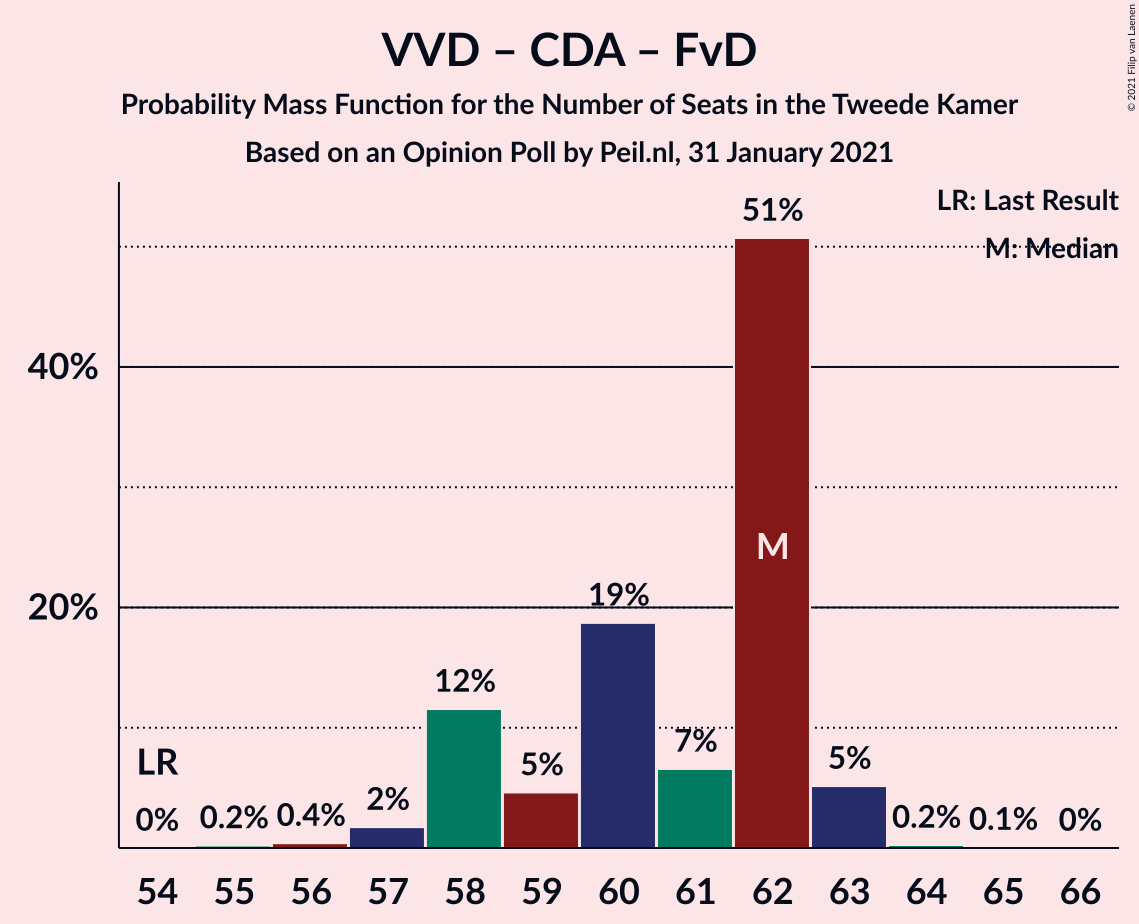 VVD – CDA – FvD
Probability Mass Function for the Number of Seats in the Tweede Kamer
Based on an Opinion Poll by Peil.nl, 31 January 2021
© 2021 Filip van Laenen
LR: Last Result
M: Median
40%
20%
LR
0%
0.2%
0.4%
2%
12%
5%
19%
7%
51%
M
5%
0.2%
0.1%
0%
54 55 56 57 58 59 60 61 62 63 64 65 66